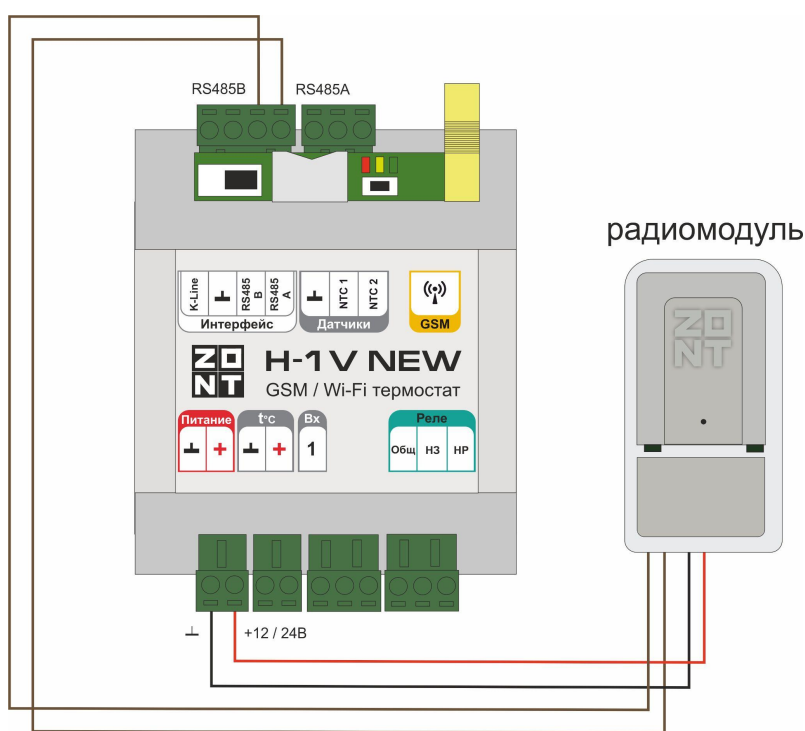 RS485B RS485A
радиомодуль
K-Line
RS485 B
RS485 A
NTC 1
NTC 2
Интерфейс
Датчики
GSM
ZONT
H-1V NEW
GSM / Wi-Fi термостат
ZONT
Питание
t°C
Вх
Реле
+
+
1
Общ
НЗ
НР
+12 / 24В